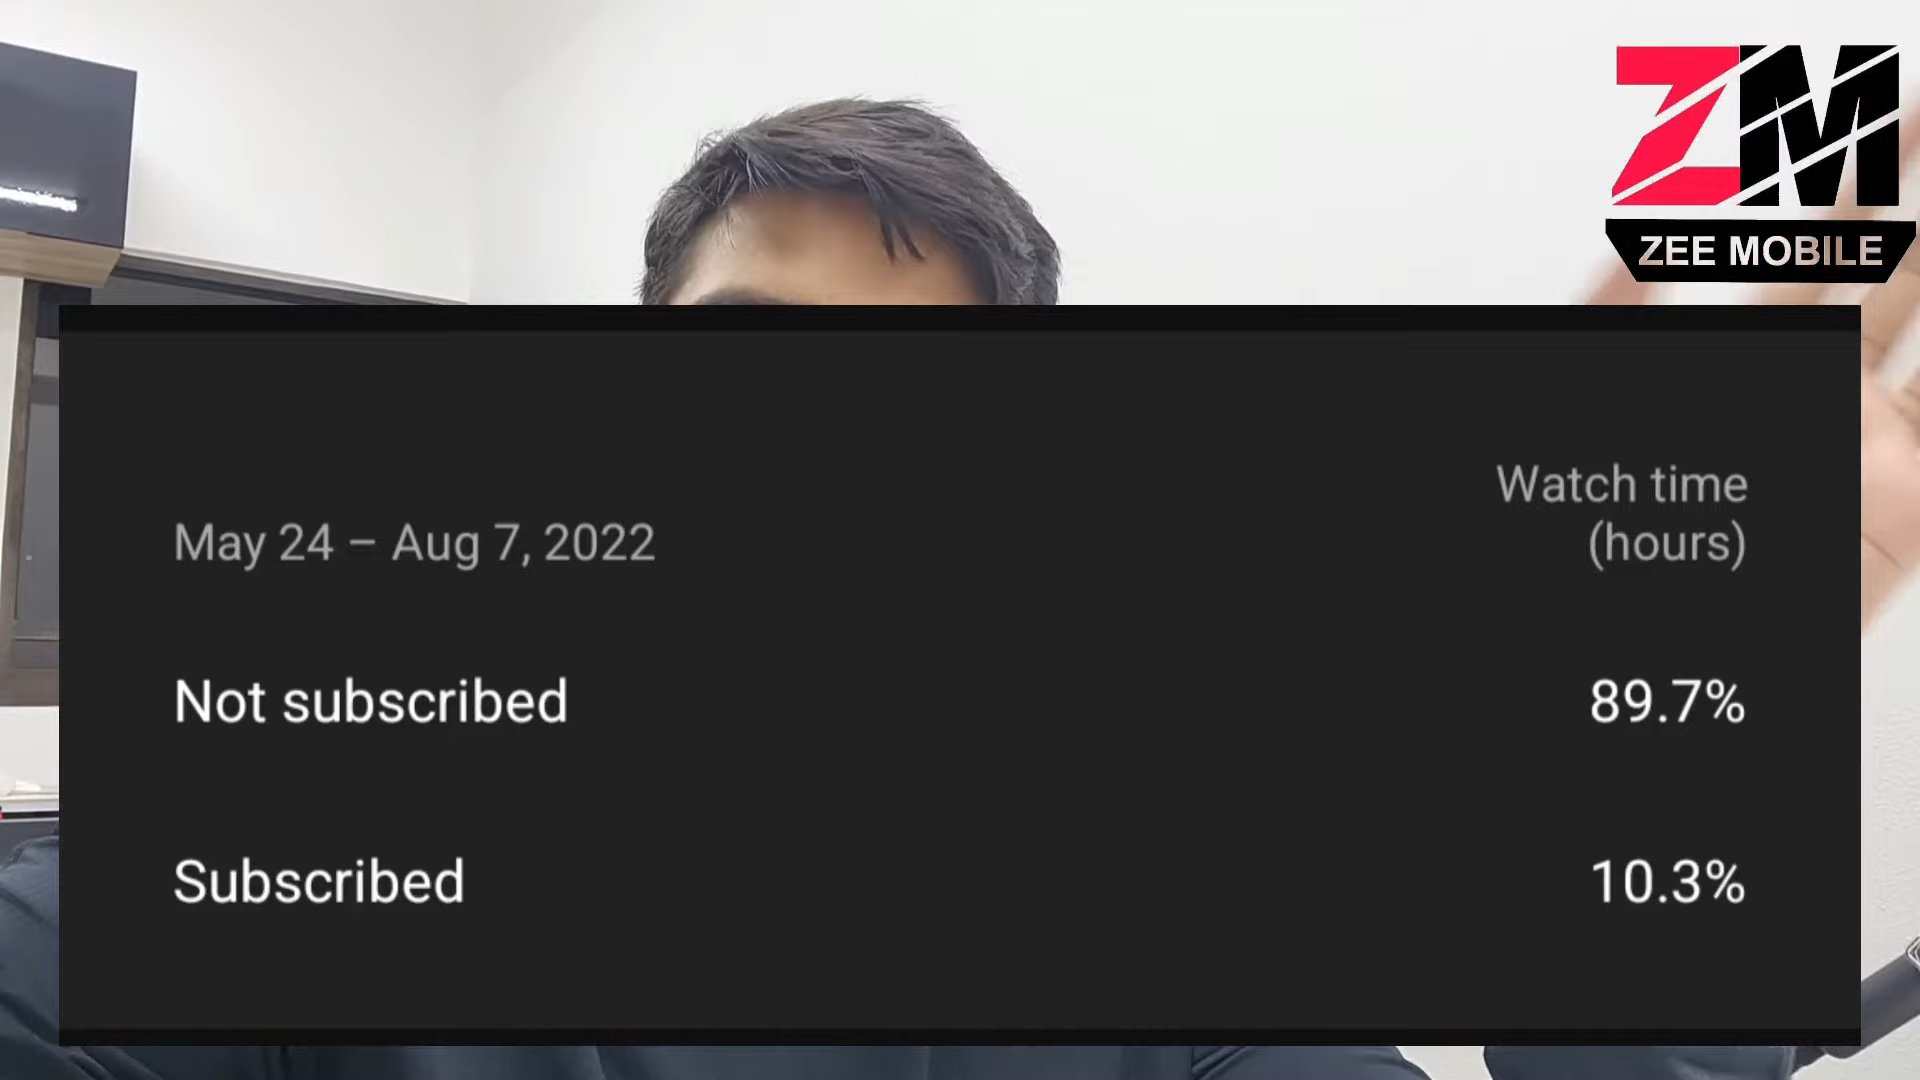 ZM
ZEE MOBILE
Watch time
(hours)
May 24 – Aug 7, 2022
Not subscribed 89.7%
Subscribed 10.3%